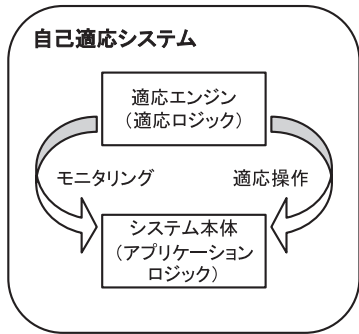 自己適応システム
適応エンジン
（適応ロジック）
モニタリング
適応操作
システム本体
（アプリケーション
ロジック）